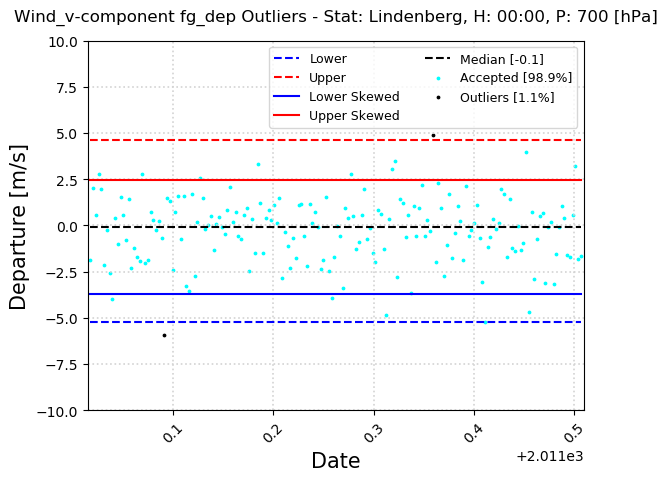 Wind_v-component fg_dep Outliers - Stat: Lindenberg, H: 00:00, P: 700 [hPa]
Departure [m/s]
10.0
7.5
5.0
2.5
0.0
−2.5
−5.0
−7.5
−10.0
Lower
Upper
Lower Skewed
Upper Skewed
Median [-0.1]
Accepted [98.9%]
Outliers [1.1%]
0.1
0.2
0.3
0.4
0.5
+2.011e3
Date